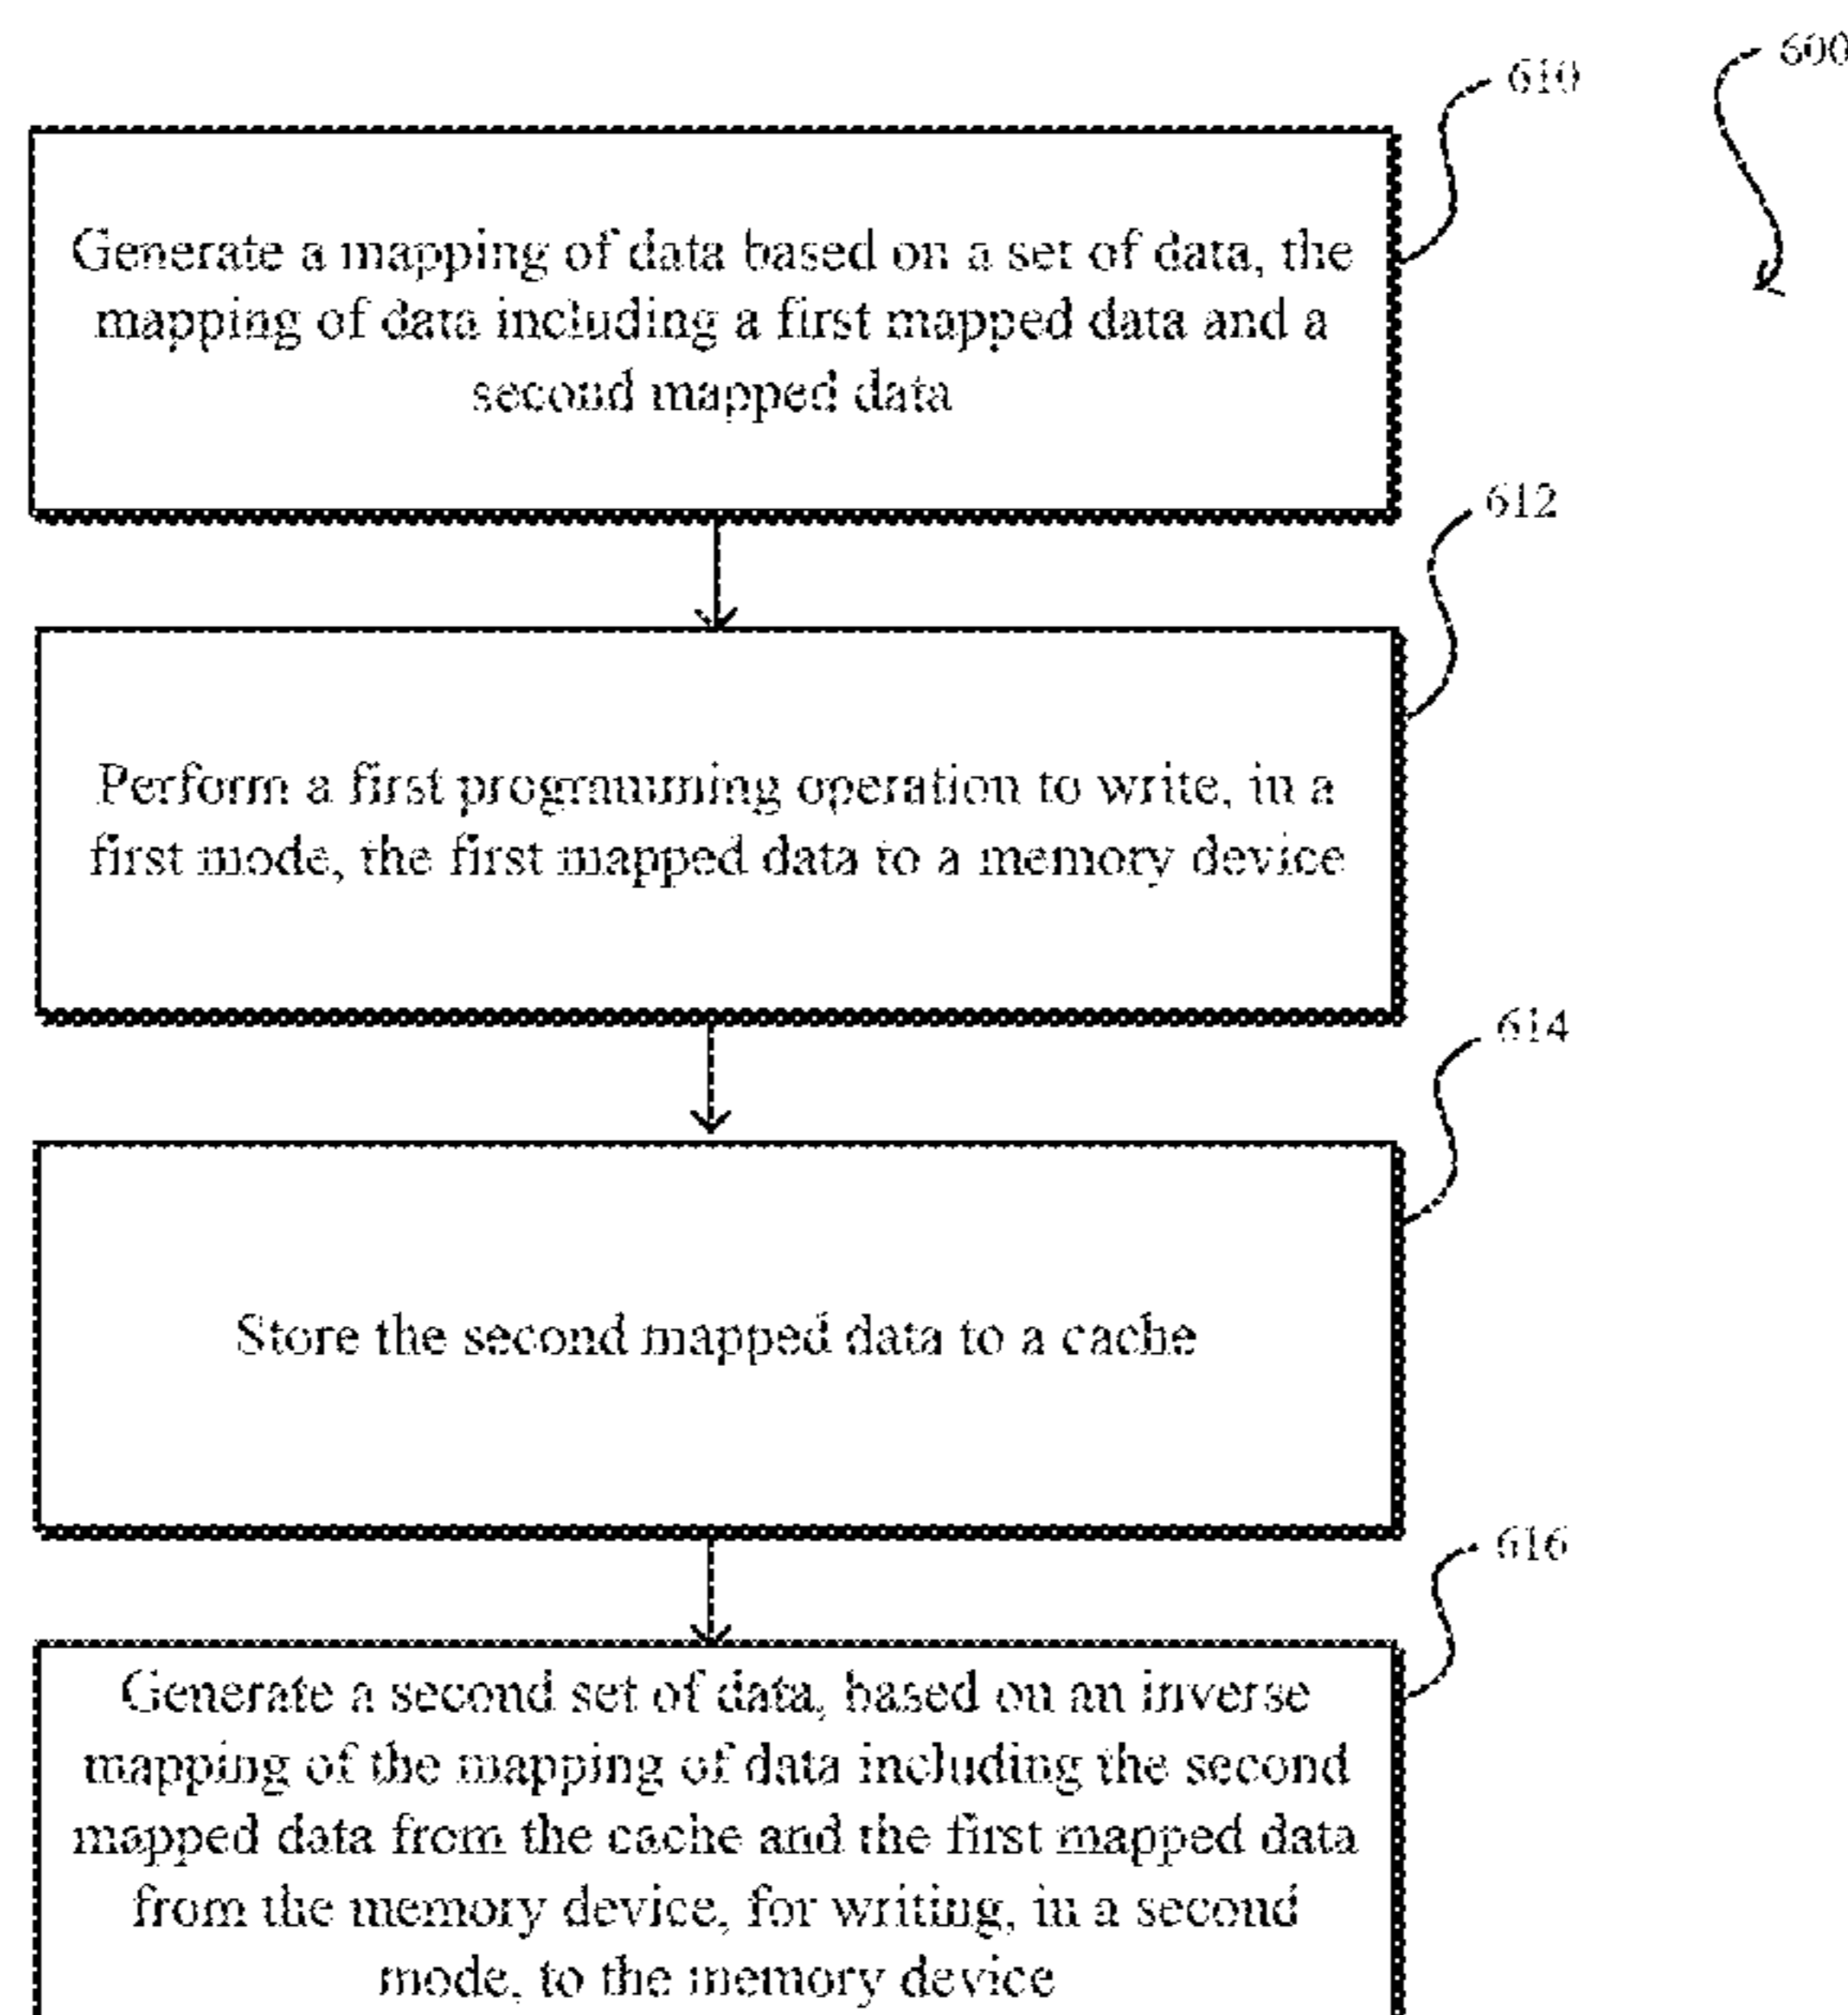 600
610
Generate a mapping of data based on a set of data, the
mapping of data including a first mapped data and a
second mapped data
612
Perform a first programming operation to write, in a
first mode, the first mapped data to a memory device
614
Store the second mapped data to a cache
616
Generate a second set of data, based on an inverse
mapping of the mapping of data including the second
mapped data from the cache and the first mapped data
from the memory device, for writing, in a second
mode, to the memory device